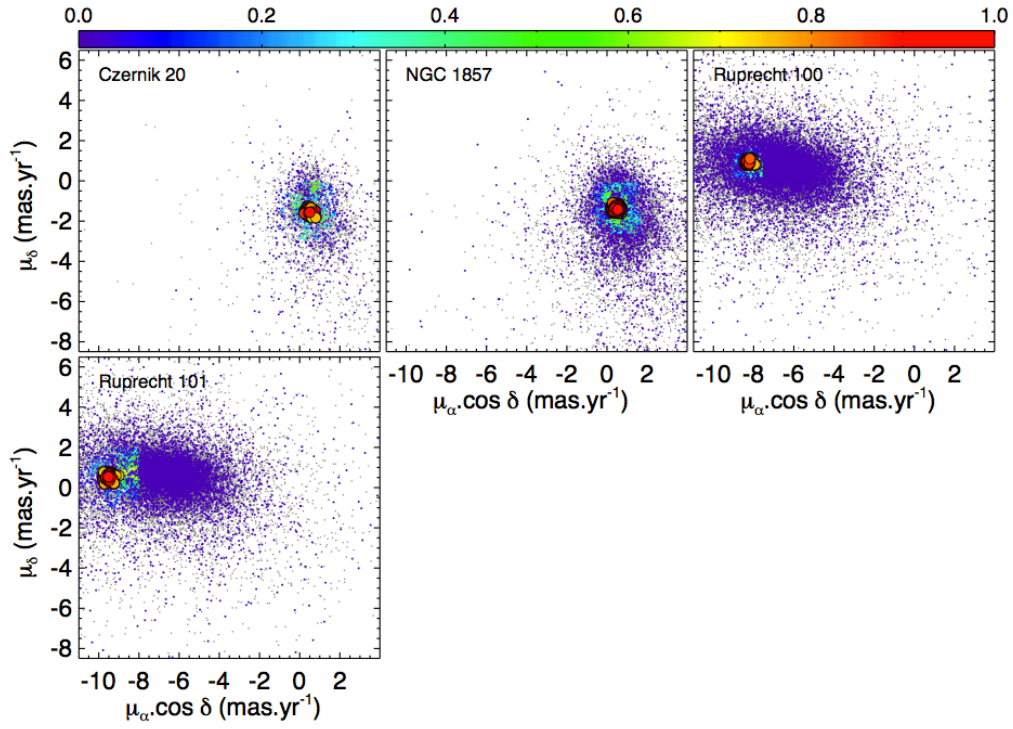 0.0 0.2 0.4 0.6 0.8 1.0
Czernik 20 NGC 1857 Ruprecht 100
6
4
2
0
-2
-4
-6
-8
μδ (mas.yr-1)
-10 -8 -6 -4 -2 0 2
μα.cos δ (mas.yr-1)
-10 -8 -6 -4 -2 0 2
μα.cos δ (mas.yr-1)
Ruprecht 101
6
4
2
0
-2
-4
-6
-8
μδ (mas.yr-1)
-10 -8 -6 -4 -2 0 2
μα.cos δ (mas.yr-1)